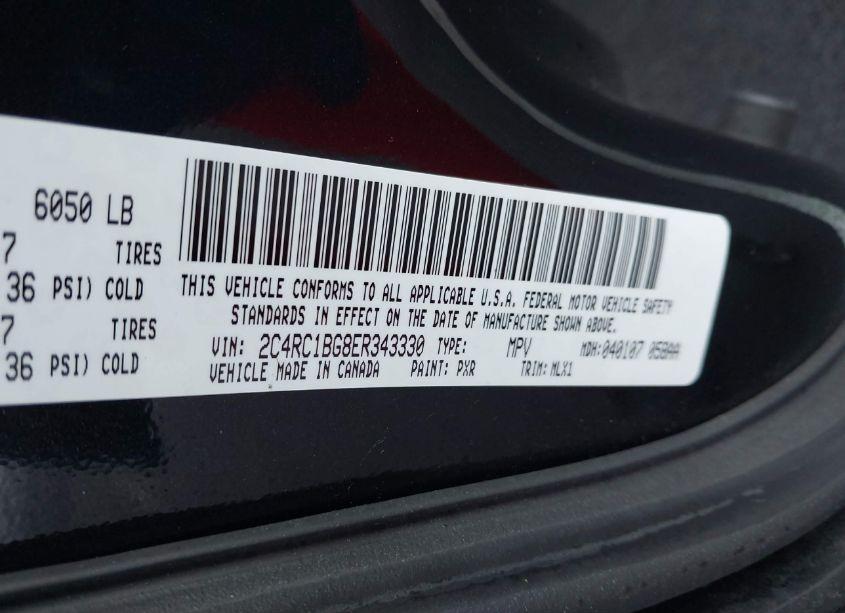 6050 LB
7 TIRES
36 PSI) COLD
7 TIRES
36 PSI) COLD
THIS VEHICLE CONFORMS TO ALL APPLICABLE U.S.A. FEDERAL MOTOR VEHICLE SAFETY
STANDARDS IN EFFECT ON THE DATE OF MANUFACTURE SHOWN ABOVE.
VIN: 2C4RC1BG8ER343330 TYPE: MPV MDH: 040107 058AA
VEHICLE MADE IN CANADA PAINT: PXR TRIM: MLX1